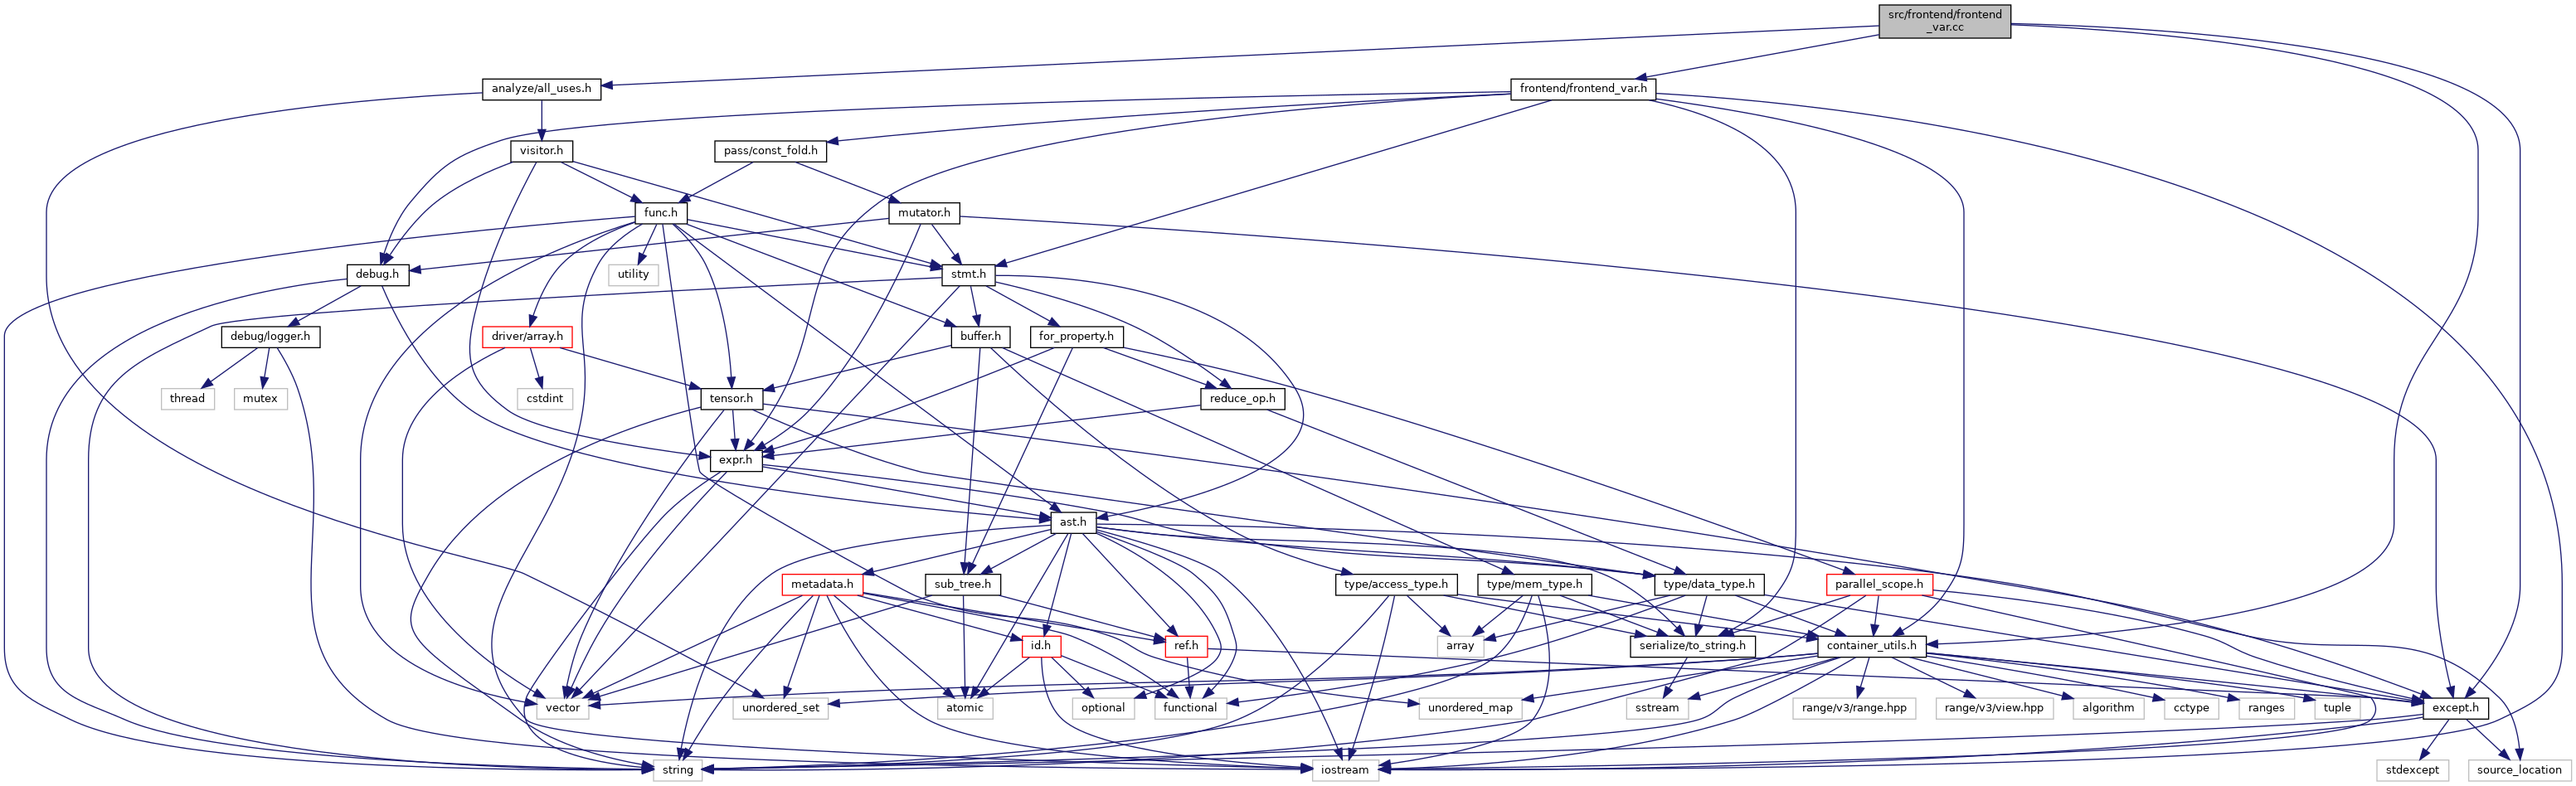 src/frontend/frontend
_var.cc
analyze/all_uses.h
frontend/frontend_var.h
visitor.h
pass/const_fold.h
func.h
mutator.h
debug.h
utility
stmt.h
debug/logger.h
driver/array.h
buffer.h
for_property.h
thread
mutex
cstdint
tensor.h
reduce_op.h
expr.h
ast.h
metadata.h
sub_tree.h
type/access_type.h
type/mem_type.h
type/data_type.h
parallel_scope.h
id.h
ref.h
array
serialize/to_string.h
container_utils.h
vector
unordered_set
atomic
optional
functional
unordered_map
sstream
range/v3/range.hpp
range/v3/view.hpp
algorithm
cctype
ranges
tuple
except.h
string
iostream
stdexcept
source_location